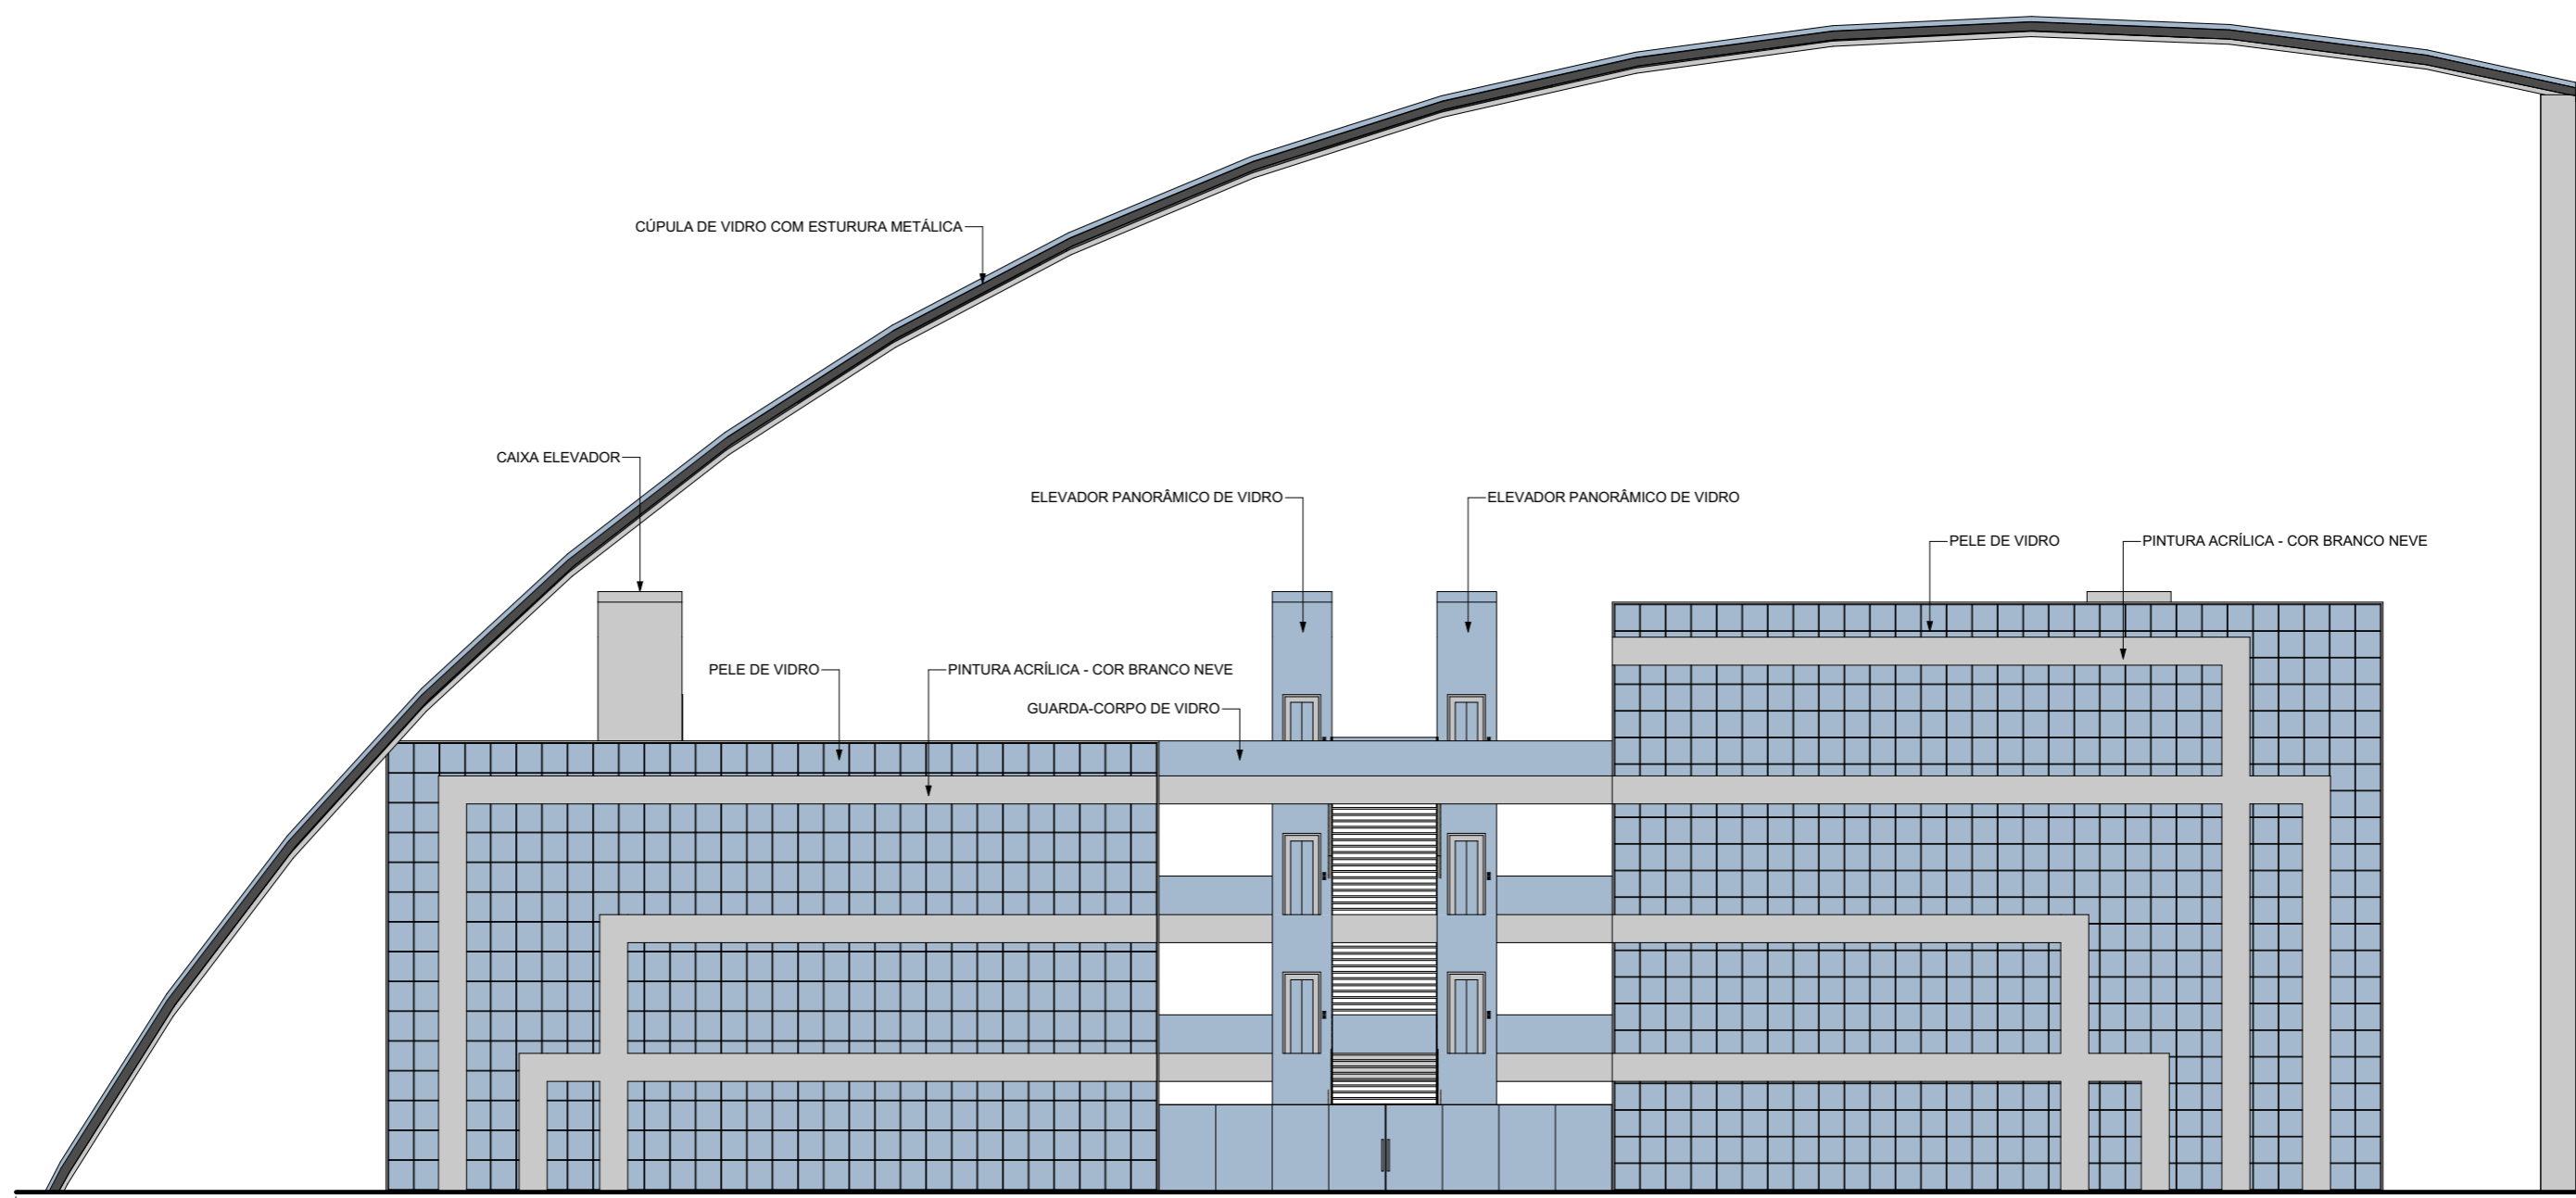 CÚPULA DE VIDRO COM ESTURURA METÁLICA
CAIXA ELEVADOR
ELEVADOR PANORÂMICO DE VIDRO
ELEVADOR PANORÂMICO DE VIDRO
PELE DE VIDRO
PINTURA ACRÍLICA - COR BRANCO NEVE
PELE DE VIDRO
PINTURA ACRÍLICA - COR BRANCO NEVE
GUARDA-CORPO DE VIDRO